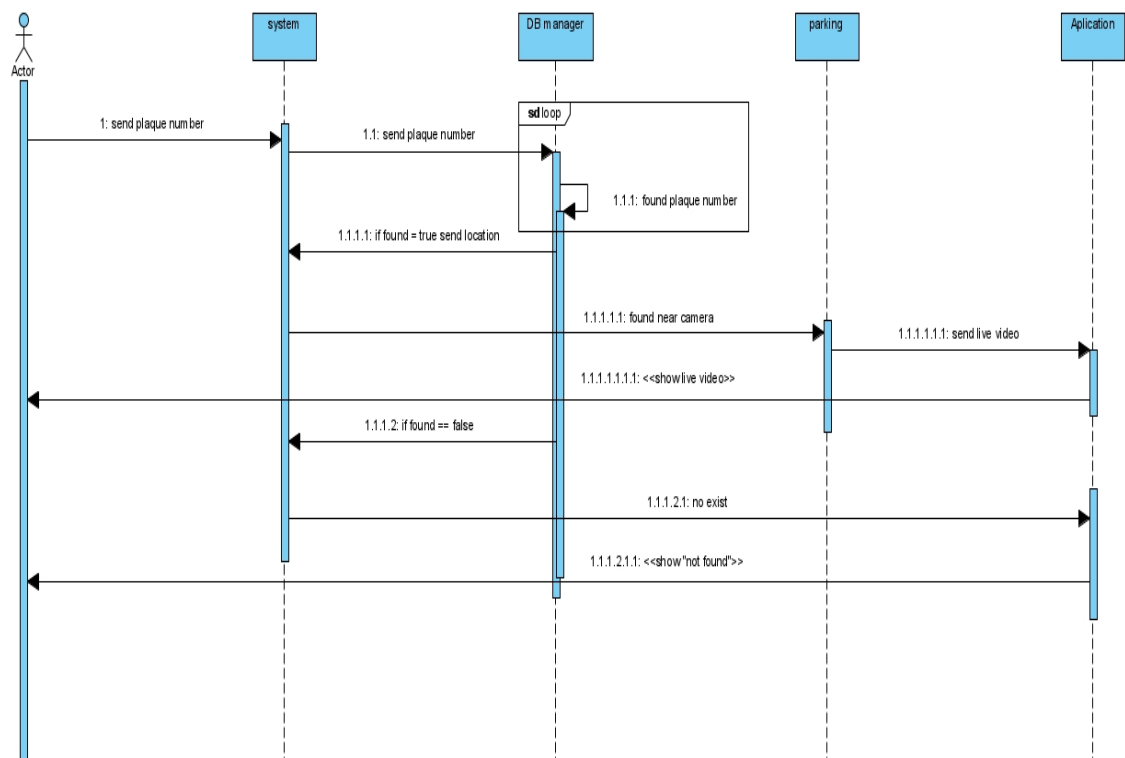 system
DB manager
parking
Aplication
Actor
sd loop
1: send plaque number
1.1: send plaque number
1.1.1: found plaque number
1.1.1.1: if found = true send location
1.1.1.1.1: found near camera
1.1.1.1.1.1: send live video
1.1.1.1.1.1.1: <<show live video>>
1.1.1.2: if found == false
1.1.1.2.1: no exist
1.1.1.2.1.1: <<show "not found">>